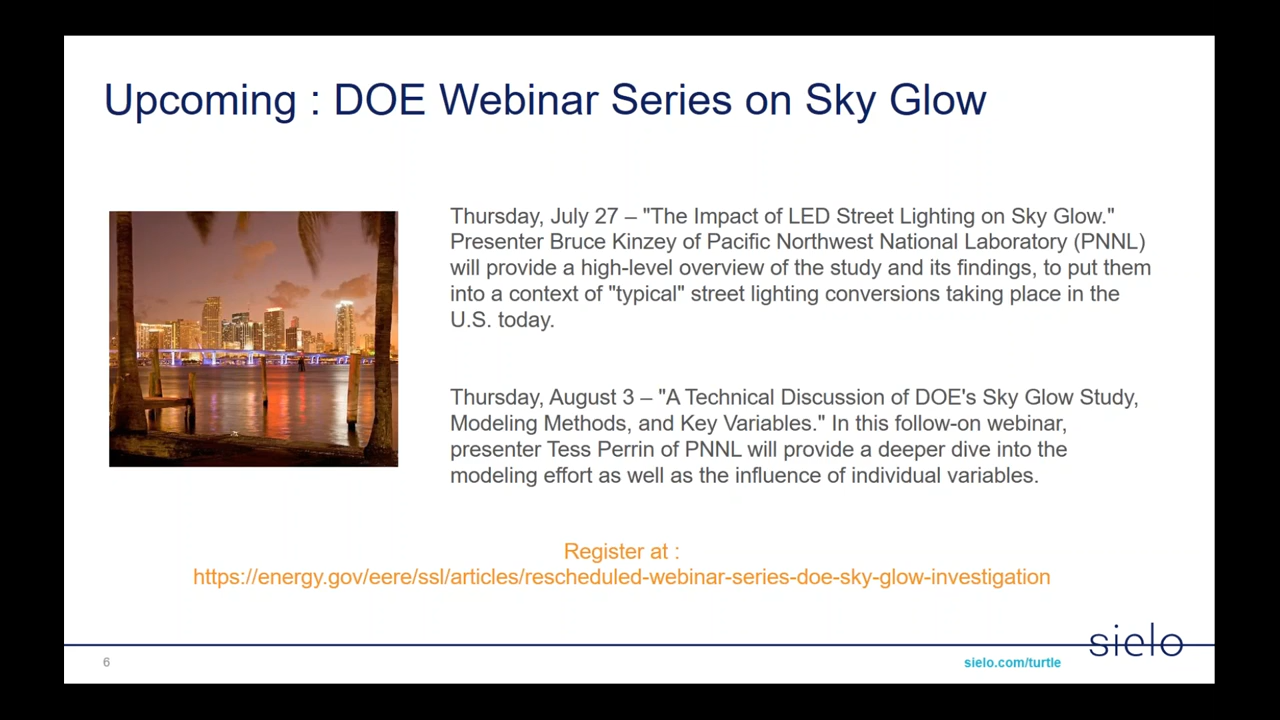 Upcoming : DOE Webinar Series on Sky Glow
Thursday, July 27 – "The Impact of LED Street Lighting on Sky Glow."
Presenter Bruce Kinzey of Pacific Northwest National Laboratory (PNNL)
will provide a high-level overview of the study and its findings, to put them
into a context of "typical" street lighting conversions taking place in the
U.S. today.
Thursday, August 3 – "A Technical Discussion of DOE's Sky Glow Study,
Modeling Methods, and Key Variables." In this follow-on webinar,
presenter Tess Perrin of PNNL will provide a deeper dive into the
modeling effort as well as the influence of individual variables.
Register at :
https://energy.gov/eere/ssl/articles/rescheduled-webinar-series-doe-sky-glow-investigation
6
sielo.com/turtle
sielo